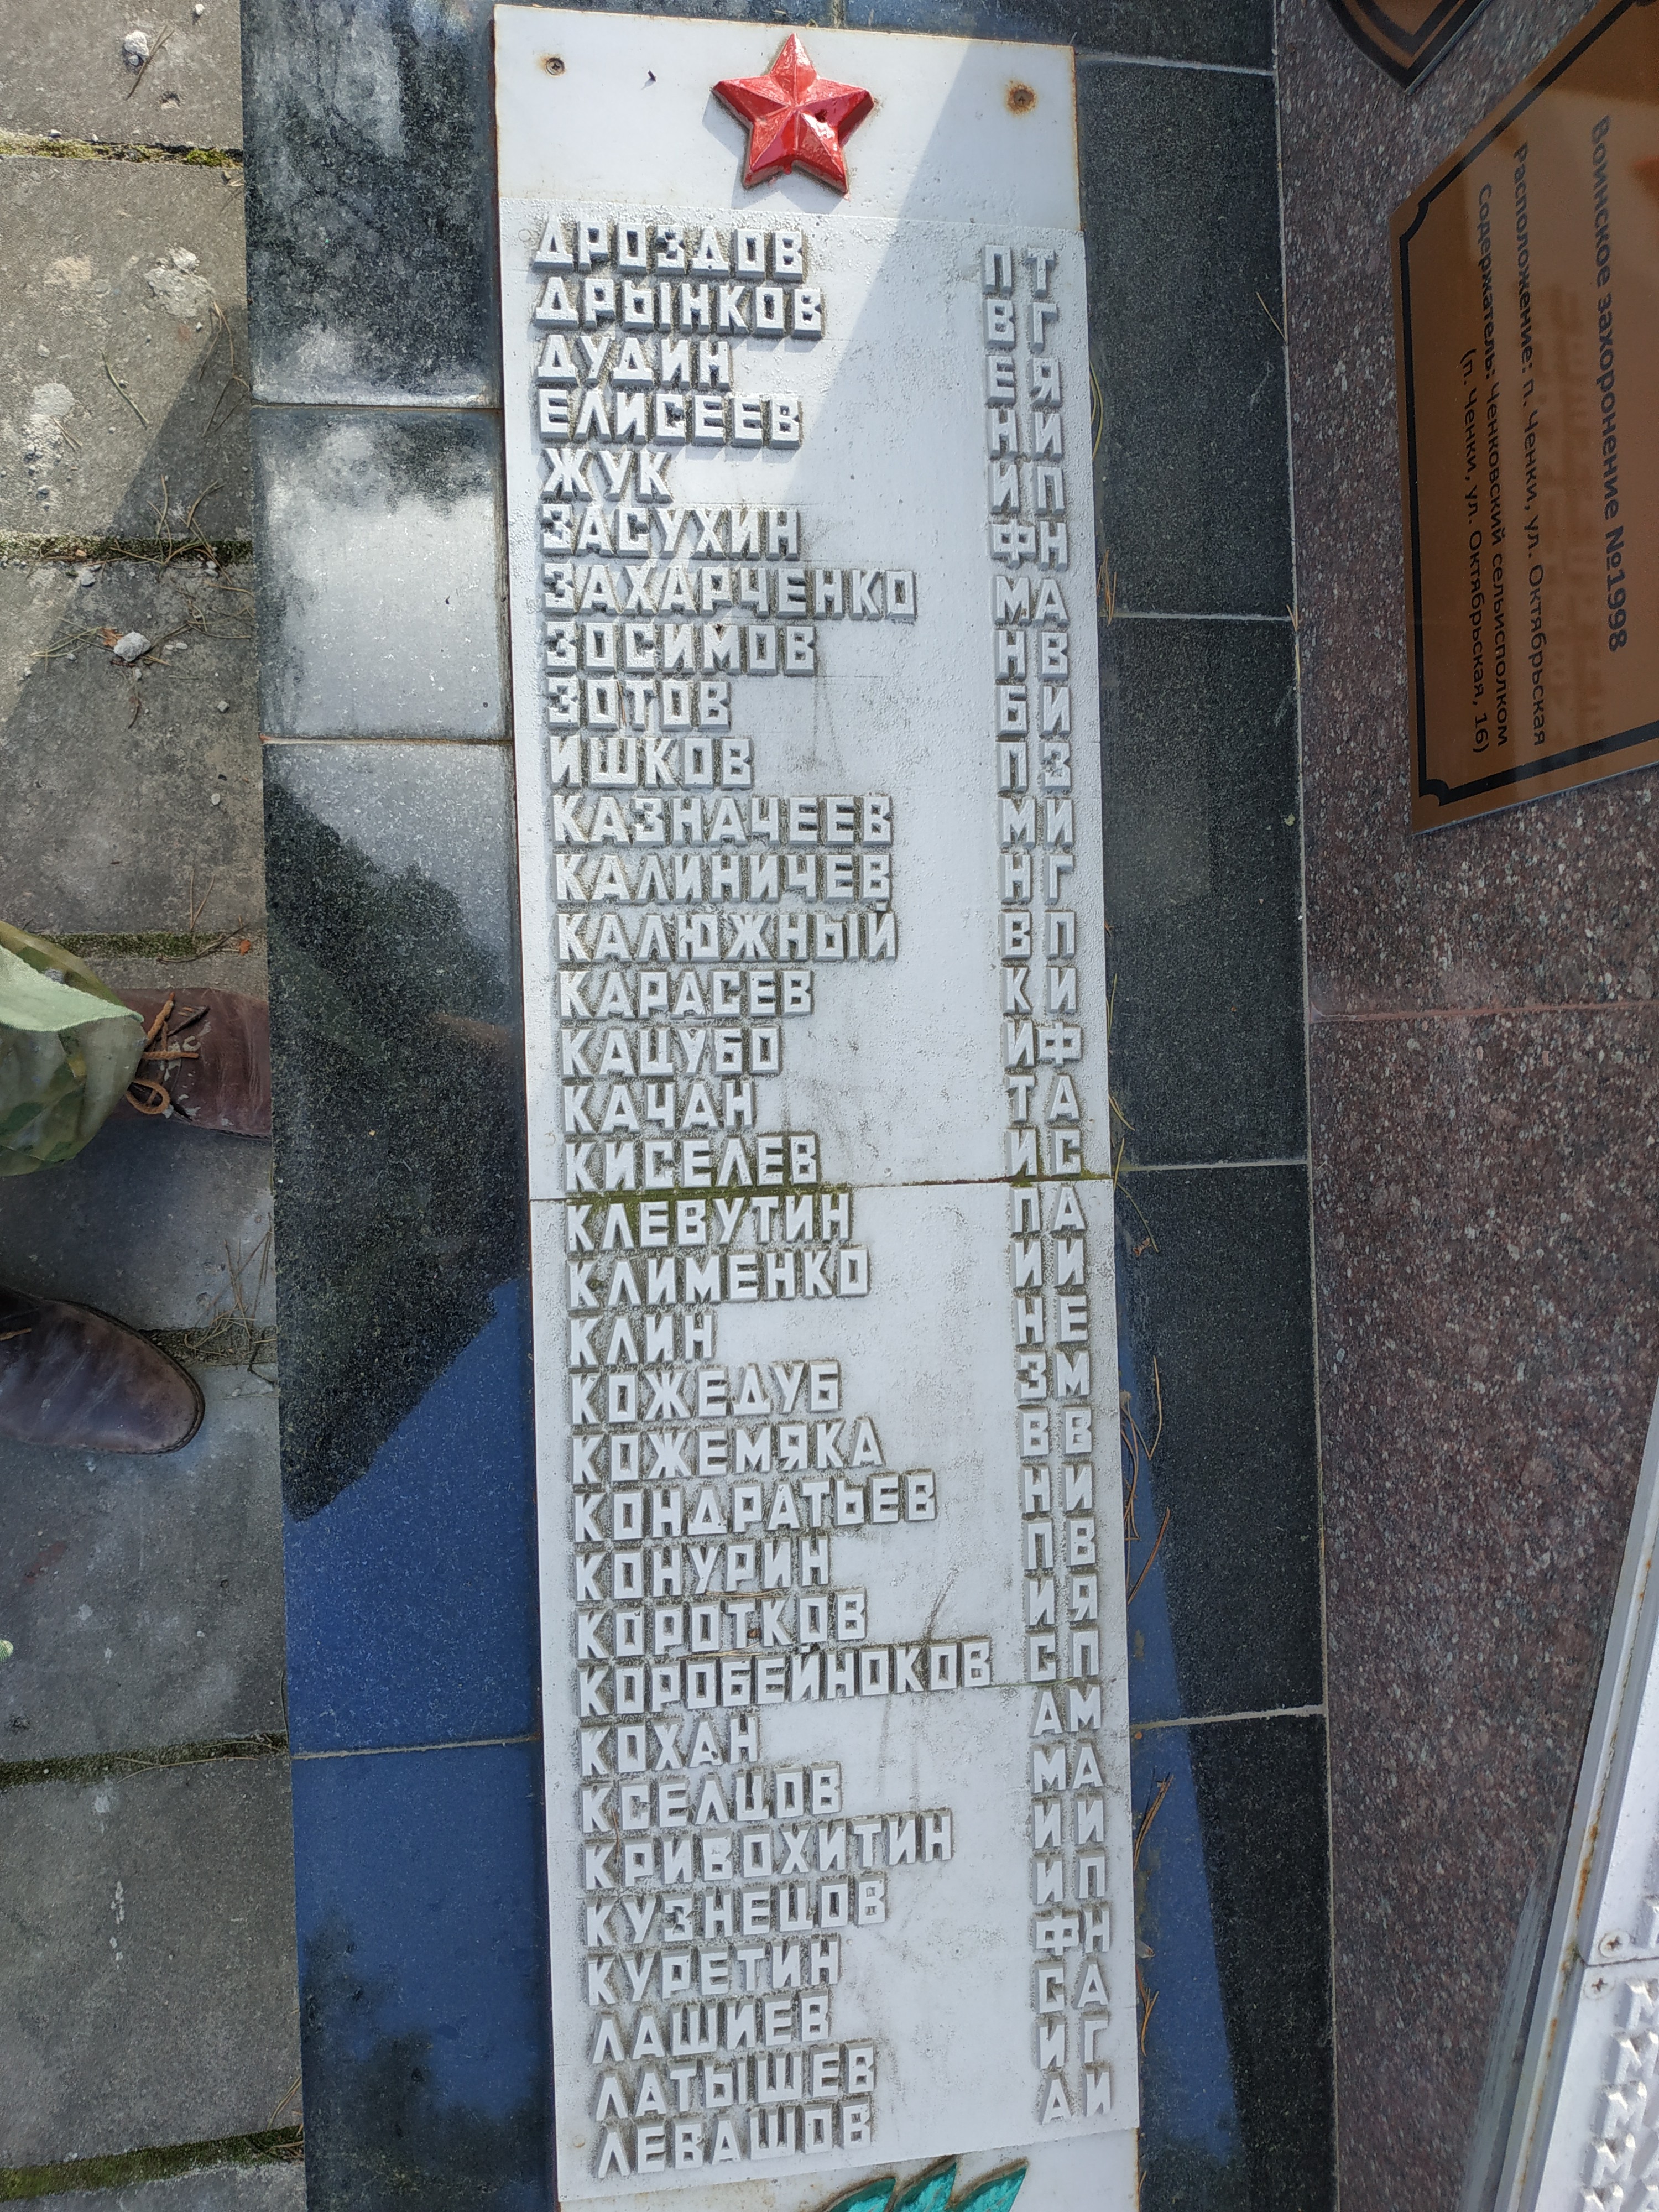 ДРОЗДОВ П Т
ДРЫНКОВ В Г
ДУДИН Е Я
ЕЛИСЕЕВ Н И
ЖУК И П
ЗАСУХИН Ф Н
ЗАХАРЧЕНКО М А
ЗОСИМОВ Н В
ЗОТОВ Б И
ИШКОВ П З
КАЗНАЧЕЕВ М И
КАЛИНИЧЕВ Н Г
КАЛЮЖНЫЙ В П
КАРАСЕВ К И
КАЦУБО И Ф
КАЧАН Т А
КИСЕЛЕВ И С
КЛЕВУТИН П А
КЛИМЕНКО И И
КЛИН Н Е
КОЖЕДУБ З М
КОЖЕМЯКА В В
КОНДРАТЬЕВ Н И
КОНУРИН П В
КОРОТКОВ И Я
КОРОБЕЙНОКОВ С П
КОХАН А М
КСЕЛЦОВ М А
КРИВОХИТИН И И
КУЗНЕЦОВ И П
КУРЕТИН Ф Н
ЛАШИЕВ С А
ЛАТЫШЕВ И Г
ЛЕВАШОВ А И
Воинское захоронение №1998
Расположение: п. Ченки, ул. Октябрьская
Содержатель: Ченковский сельисполком
(п. Ченки, ул. Октябрьская, 16)